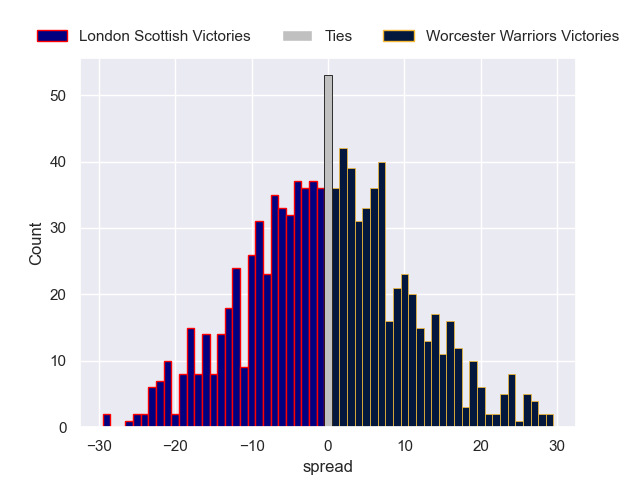 London Scottish Victories Ties Worcester Warriors Victories
50
40
30
20
10
0
Count
−30 −20 −10 0 10 20 30
spread